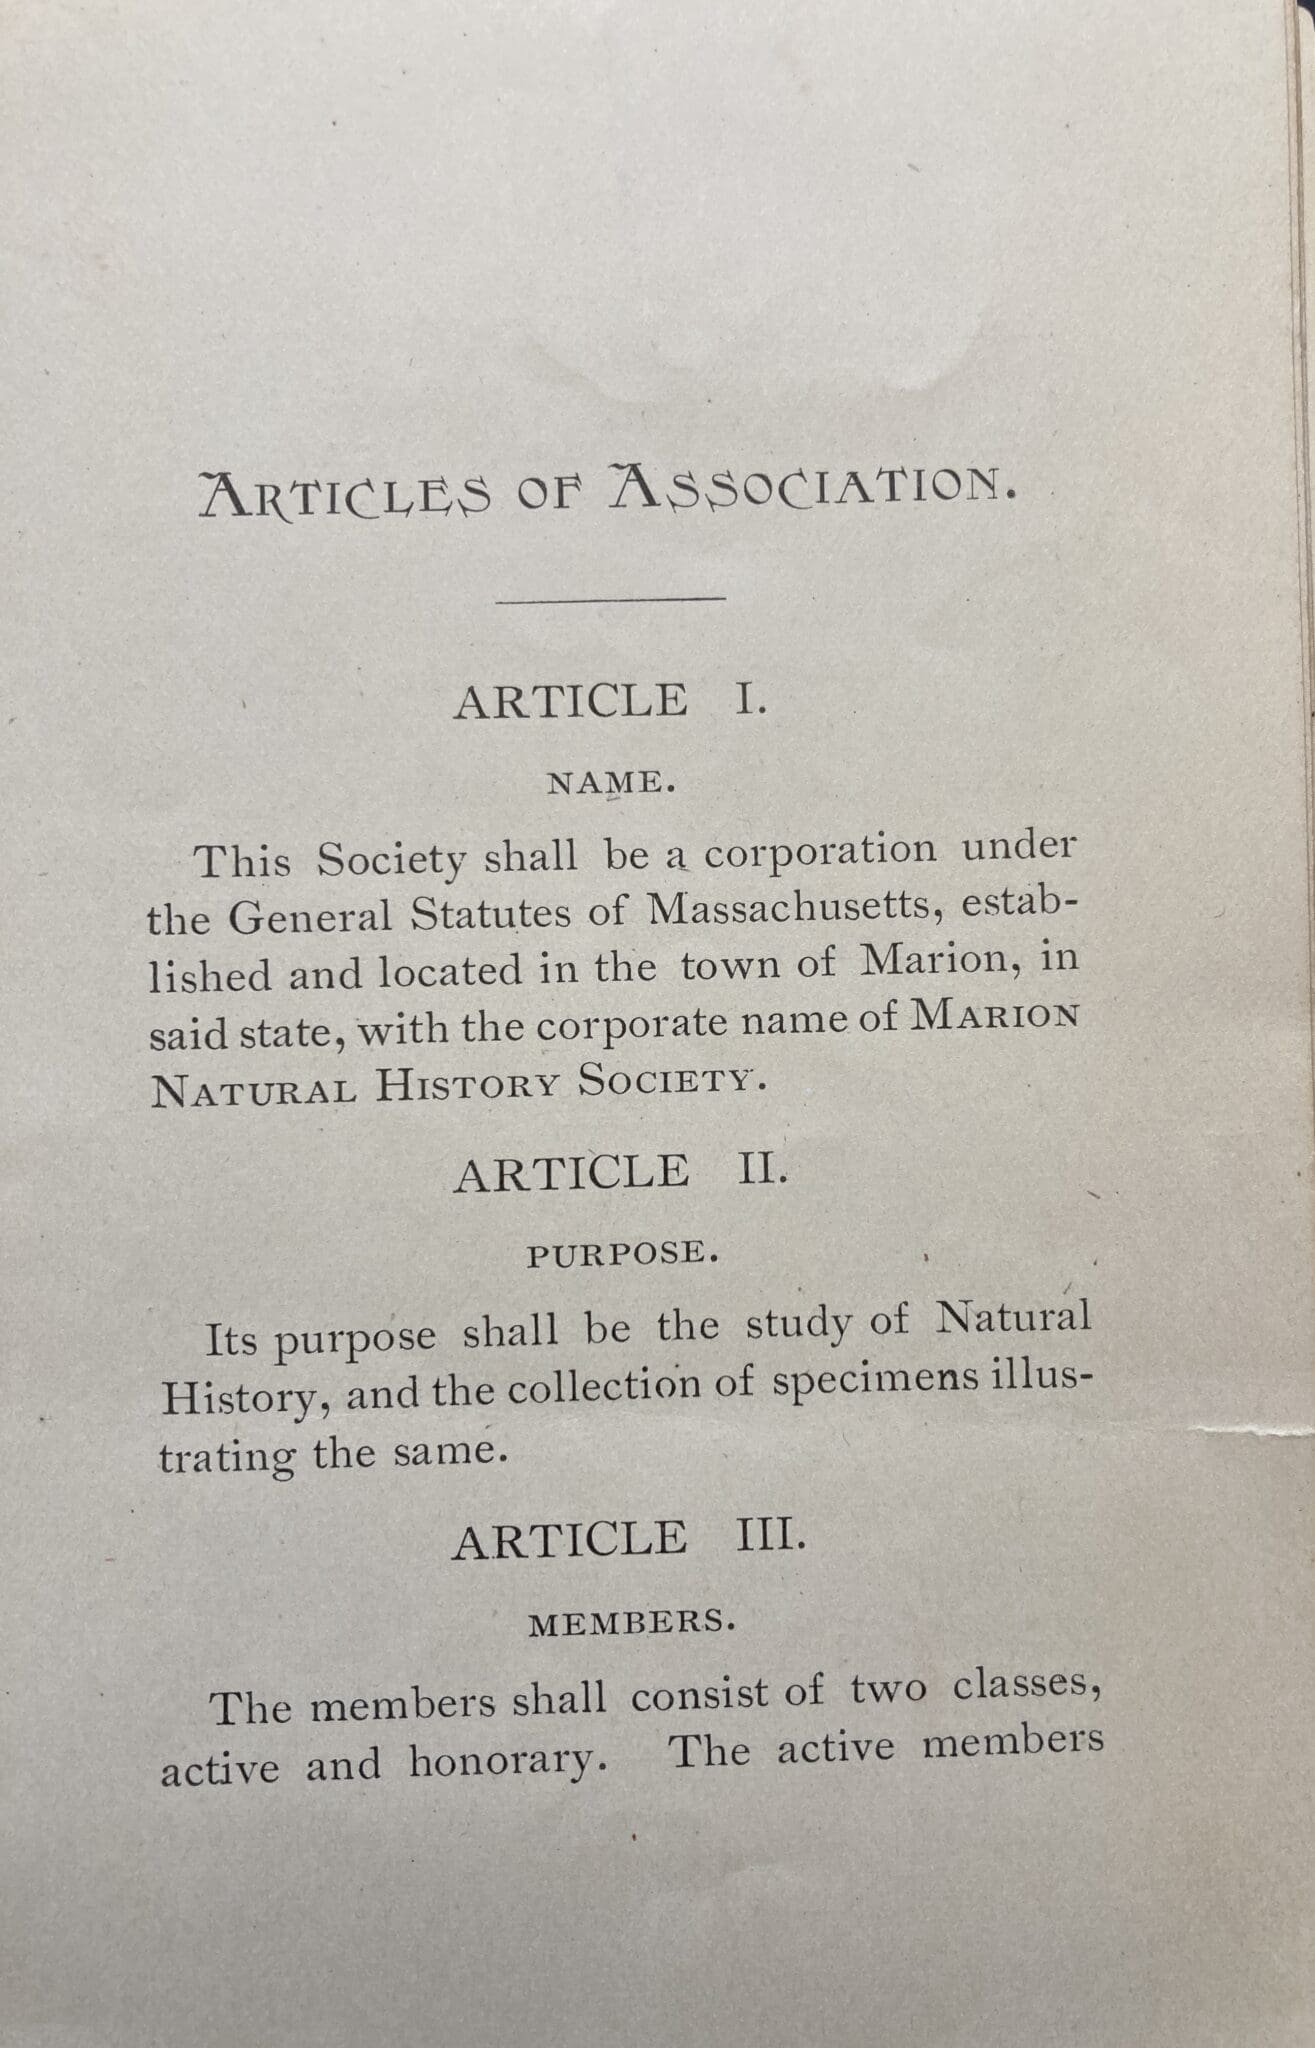 ARTICLES OF ASSOCIATION.
ARTICLE I.
NAME.
This Society shall be a corporation under
the General Statutes of Massachusetts, estab-
lished and located in the town of Marion, in
said state, with the corporate name of MARION
NATURAL HISTORY SOCIETY.
ARTICLE II.
PURPOSE.
Its purpose shall be the study of Natural
History, and the collection of specimens illus-
trating the same.
ARTICLE III.
MEMBERS.
The members shall consist of two classes,
active and honorary. The active members